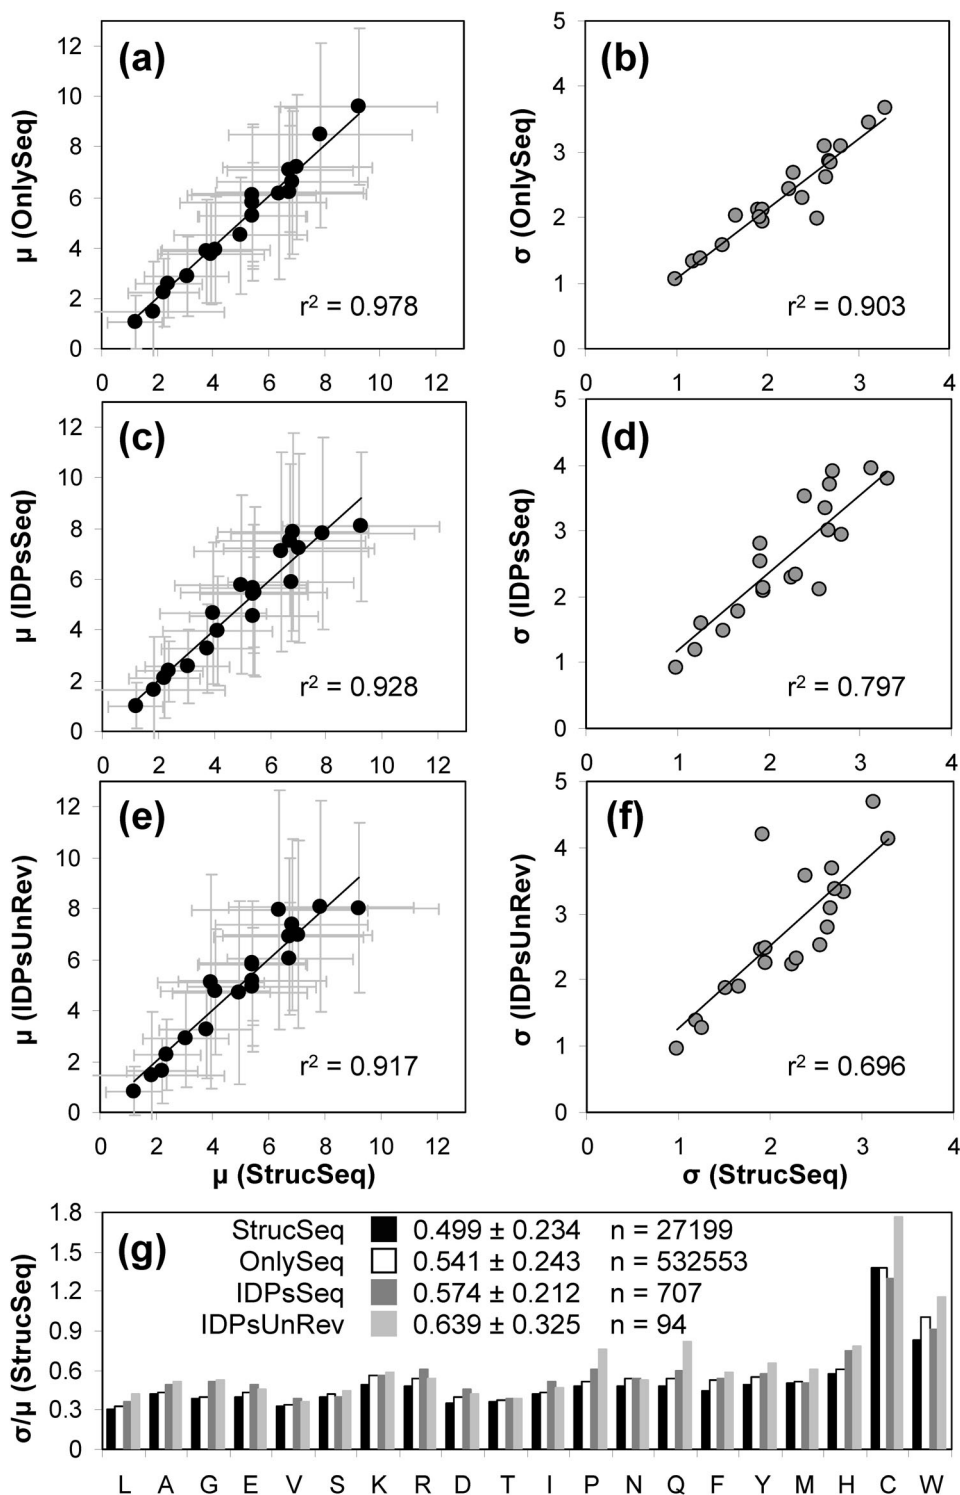 (a)
μ (OnlySeq)
12
10
8
6
4
2
0
r² = 0.978
0 2 4 6 8 10 12
(b)
σ (OnlySeq)
5
4
3
2
1
0
r² = 0.903
0 1 2 3 4
(c)
μ (IDPsSeq)
12
10
8
6
4
2
0
r² = 0.928
0 2 4 6 8 10 12
(d)
σ (IDPsSeq)
5
4
3
2
1
0
r² = 0.797
0 1 2 3 4
(e)
μ (IDPsUnRev)
12
10
8
6
4
2
0
r² = 0.917
0 2 4 6 8 10 12
μ (StrucSeq)
(f)
σ (IDPsUnRev)
5
4
3
2
1
0
r² = 0.696
0 1 2 3 4
σ (StrucSeq)
(g)
σ/μ (StrucSeq)
1.8
1.5
1.2
0.9
0.6
0.3
0
StrucSeq 0.499 ± 0.234 n = 27199
OnlySeq 0.541 ± 0.243 n = 532553
IDPsSeq 0.574 ± 0.212 n = 707
IDPsUnRev 0.639 ± 0.325 n = 94
L A G E V S K R D T I P N Q F Y M H C W